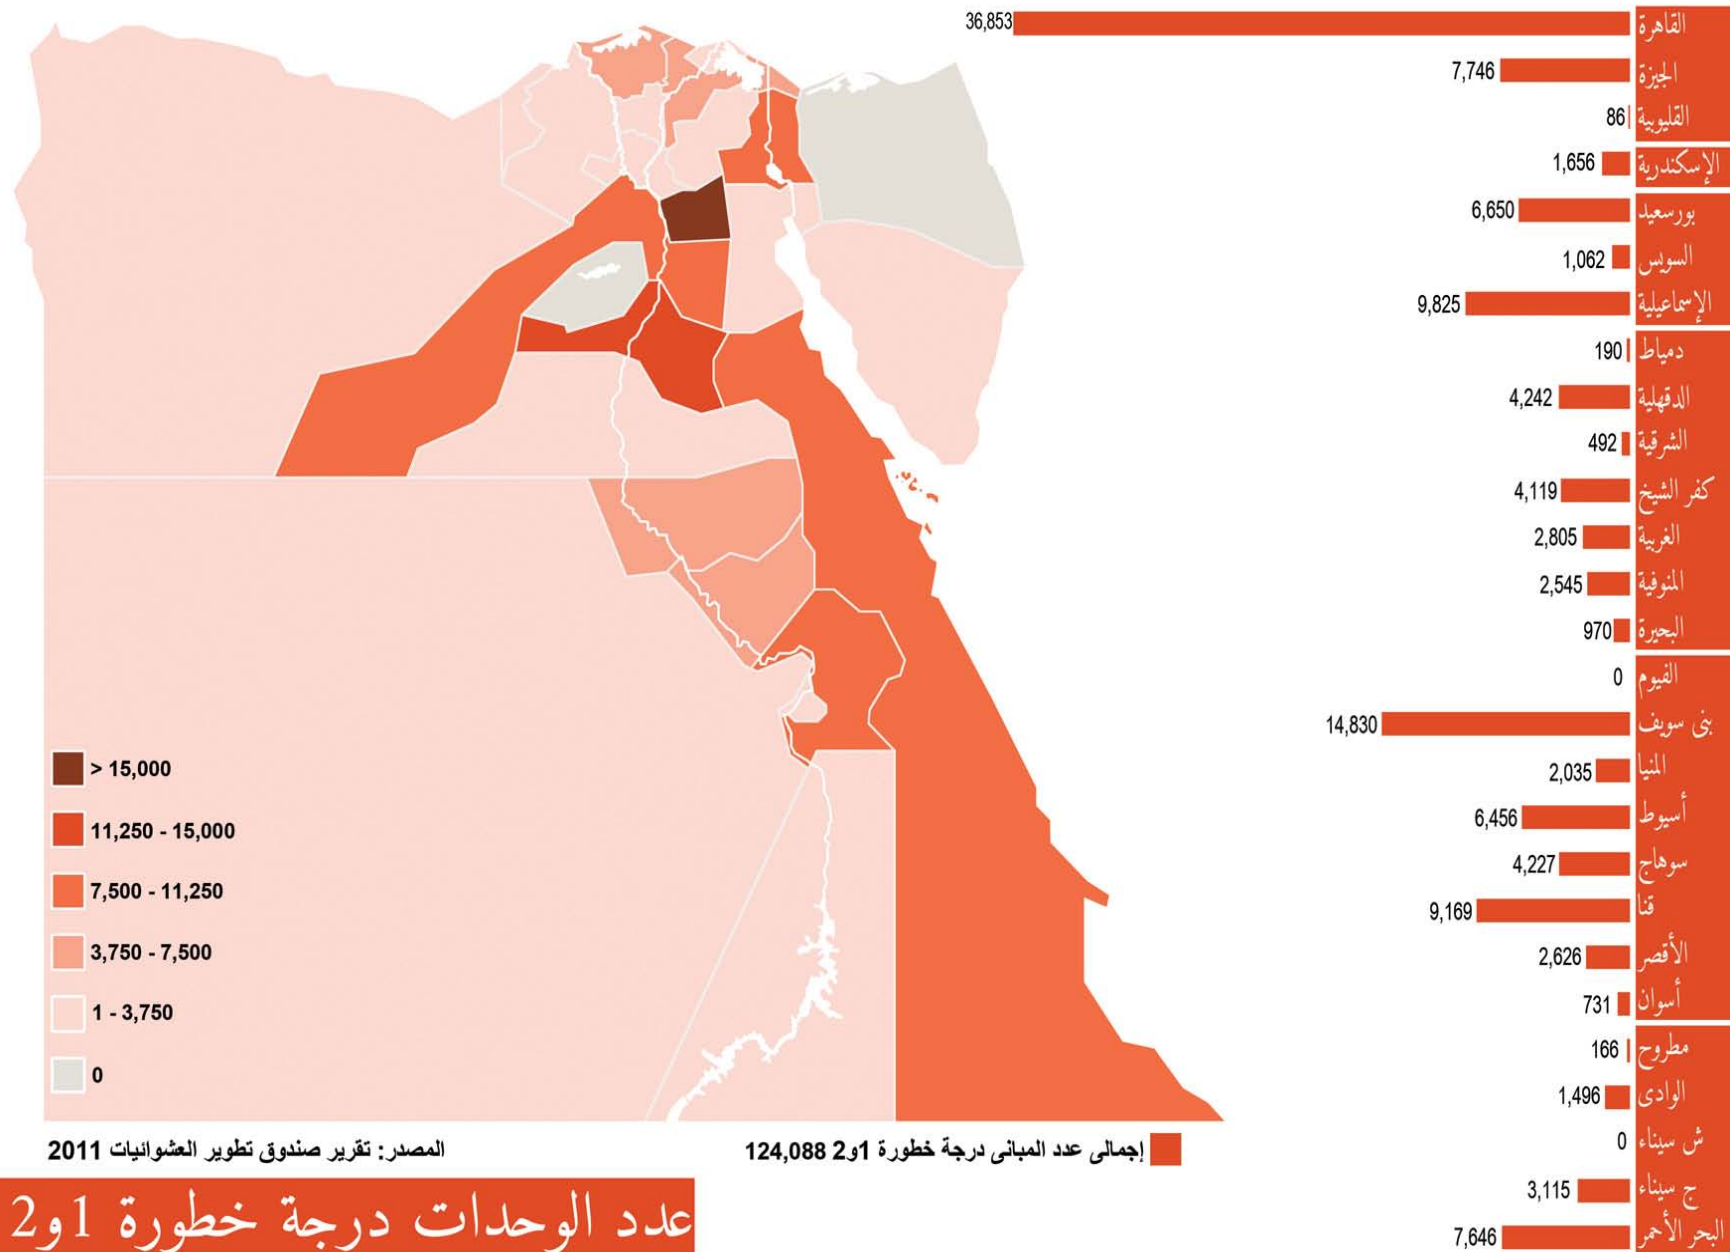 القاهرة 36,853
الجيزة 7,746
القليوبية 86
الإسكندرية 1,656
بورسعيد 6,650
السويس 1,062
الإسماعيلية 9,825
دمياط 190
الدقهلية 4,242
الشرقية 492
كفر الشيخ 4,119
الغربية 2,805
المنوفية 2,545
البحيرة 970
الفيوم 0
بنى سويف 14,830
المنيا 2,035
أسيوط 6,456
سوهاج 4,227
قنا 9,169
الأقصر 2,626
أسوان 731
مطروح 166
الوادى 1,496
ش سيناء 0
ج سيناء 3,115
البحر الأحمر 7,646
> 15,000
11,250 - 15,000
7,500 - 11,250
3,750 - 7,500
1 - 3,750
0
إجمالى عدد المبانى درجة خطورة 1و2 124,088
المصدر: تقرير صندوق تطوير العشوائيات 2011
عدد الوحدات درجة خطورة 1و2